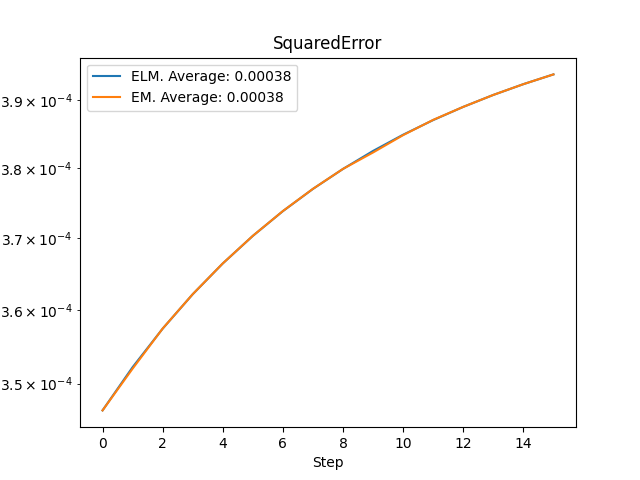 SquaredError
ELM. Average: 0.00038
EM. Average: 0.00038
3.9 × 10⁻⁴
3.8 × 10⁻⁴
3.7 × 10⁻⁴
3.6 × 10⁻⁴
3.5 × 10⁻⁴
0 2 4 6 8 10 12 14
Step